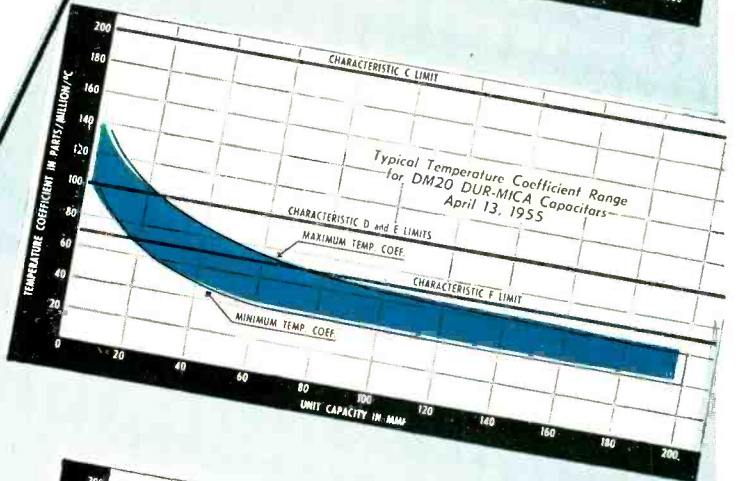 200
CHARACTERISTIC C LIMIT
180
160
140
120
100
80
60
40
20
0
TEMPERATURE COEFFICIENT IN PARTS/MILLION/°C
Typical Temperature Coefficient Range
for DM20 DUR-MICA Capacitors—
April 13, 1955
CHARACTERISTIC D and E LIMITS
MAXIMUM TEMP. COEF.
CHARACTERISTIC F LIMIT
MINIMUM TEMP. COEF
20
40
60
80
100
120
140
160
180
200
UNIT CAPACITY IN MMF
200